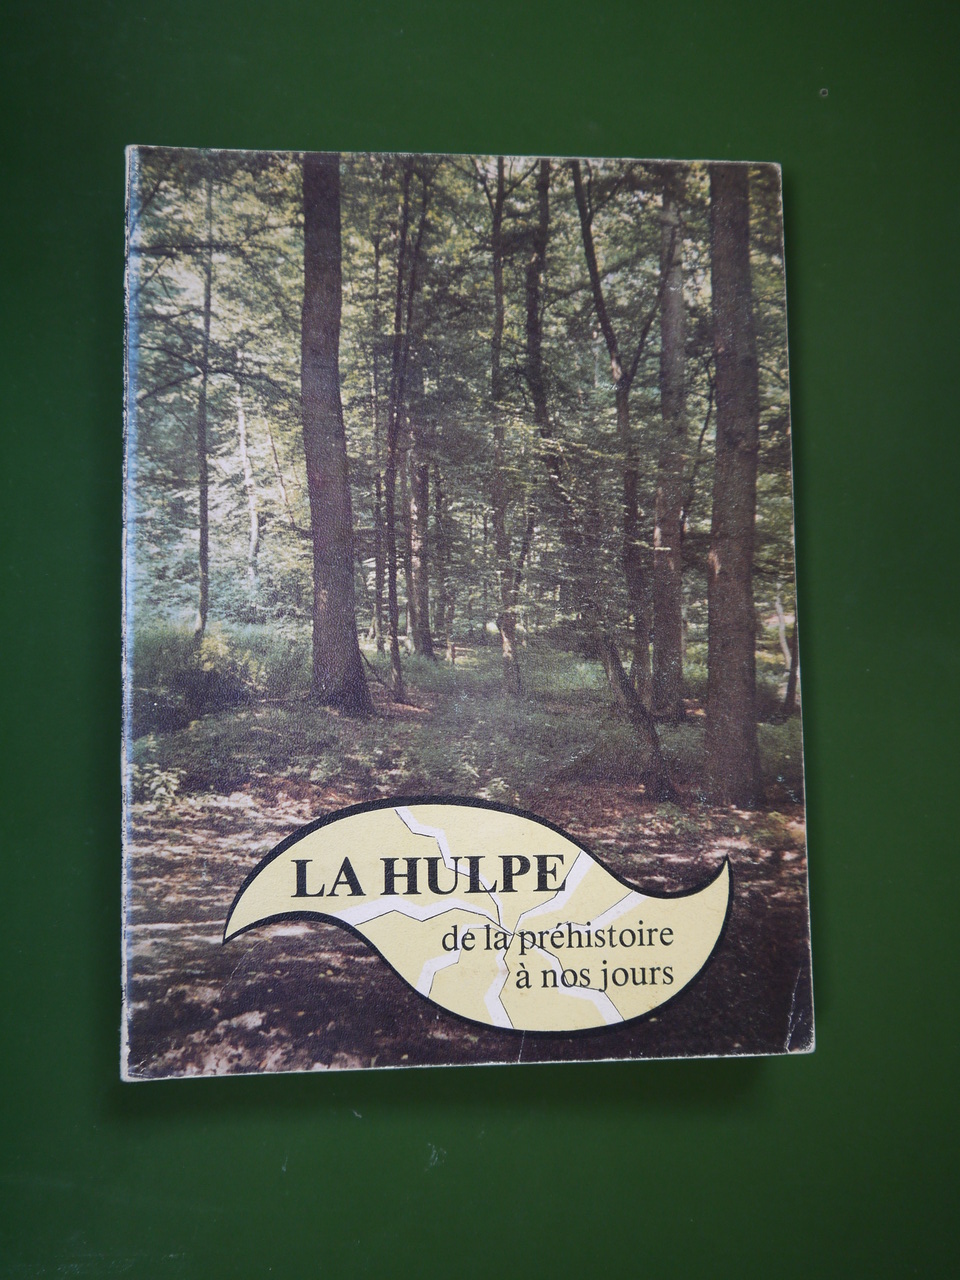 LA HULPE
de la préhistoire
à nos jours